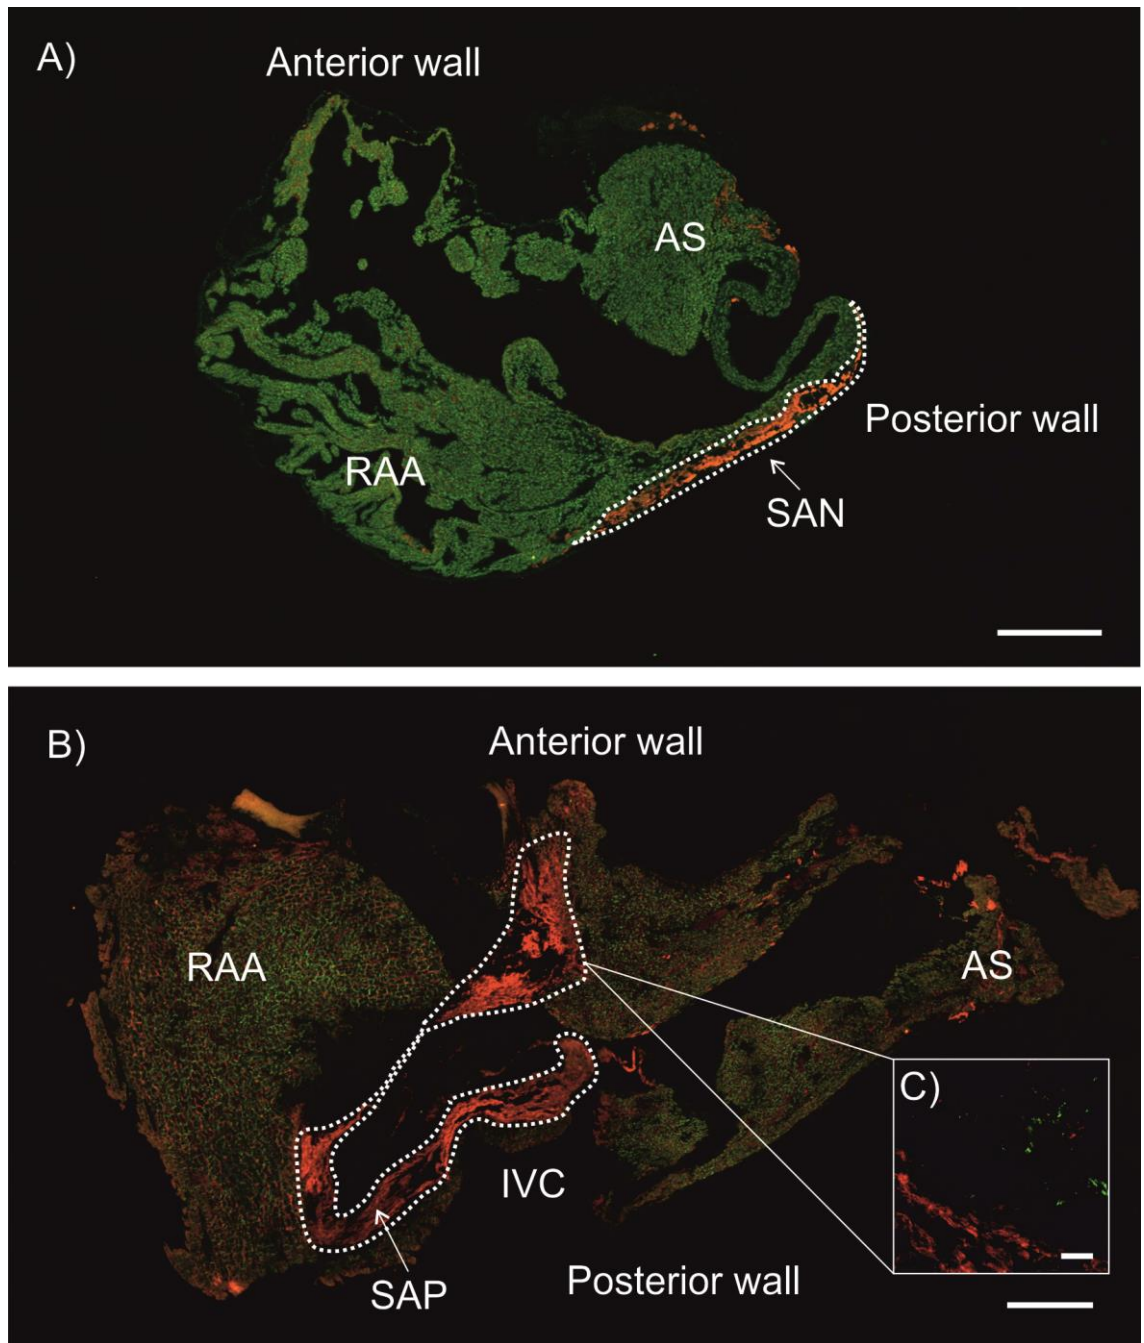 A)
Anterior wall
AS
Posterior wall
RAA
SAN
B)
Anterior wall
RAA
AS
C)
IVC
SAP
Posterior wall